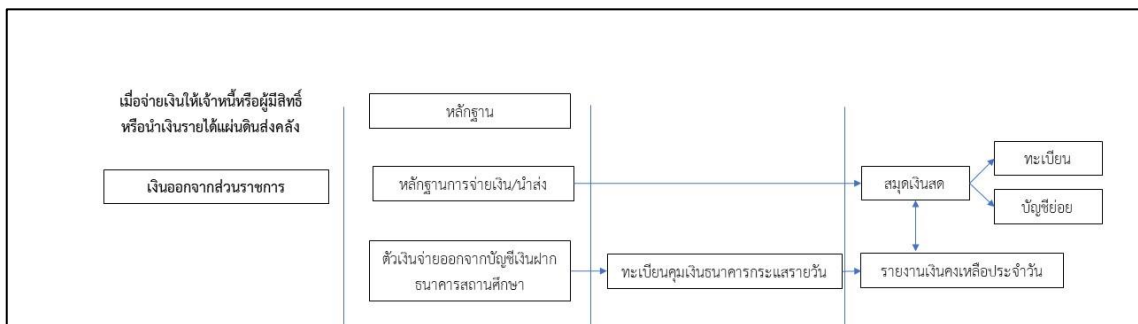 เมื่อจ่ายเงินให้เจ้าหนี้หรือผู้มีสิทธิ์
หรือนำเงินรายได้แผ่นดินส่งคลัง
หลักฐาน
เงินออกจากส่วนราชการ
หลักฐานการจ่ายเงิน/นำส่ง
สมุดเงินสด
ทะเบียน
บัญชีย่อย
ตัวเงินจ่ายออกจากบัญชีเงินฝาก
ธนาคารสถานศึกษา
ทะเบียนคุมเงินธนาคารกระแสรายวัน
รายงานเงินคงเหลือประจำวัน